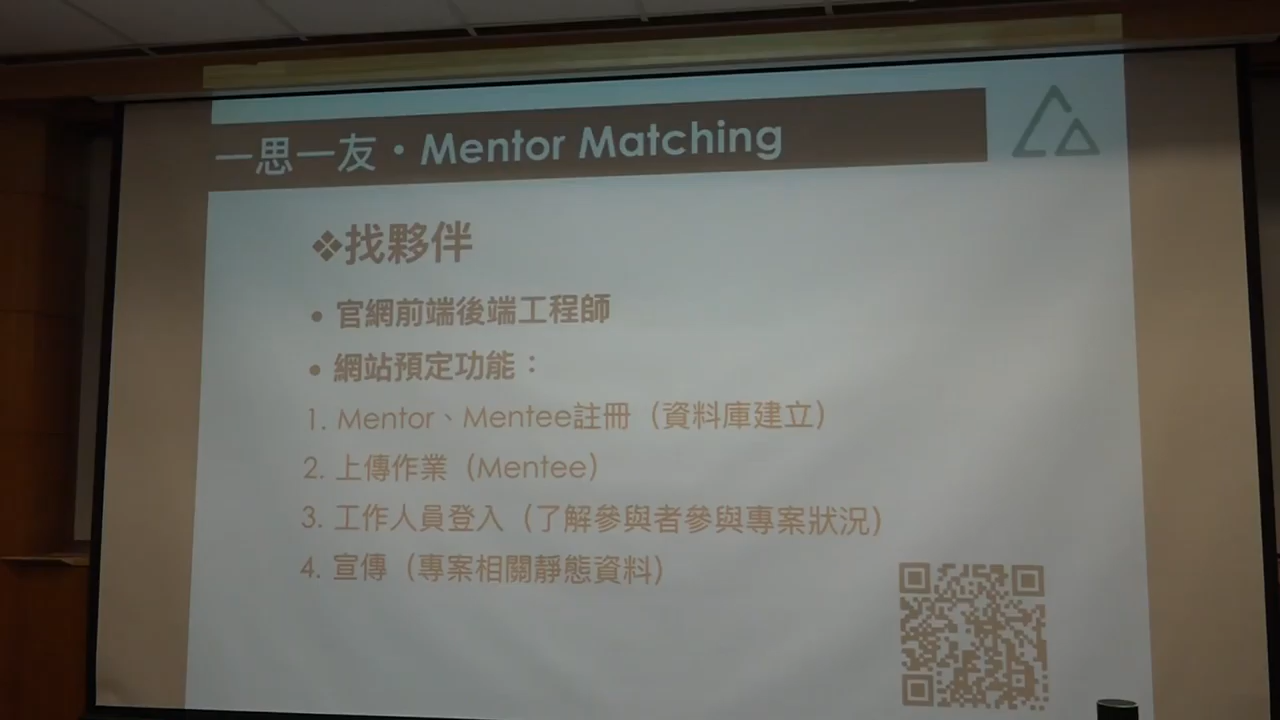 一思一友・Mentor Matching
❖找夥伴
• 官網前端後端工程師
• 網站預定功能：
1. Mentor、Mentee註冊（資料庫建立）
2. 上傳作業（Mentee）
3. 工作人員登入（了解參與者參與專案狀況）
4. 宣傳（專案相關靜態資料）